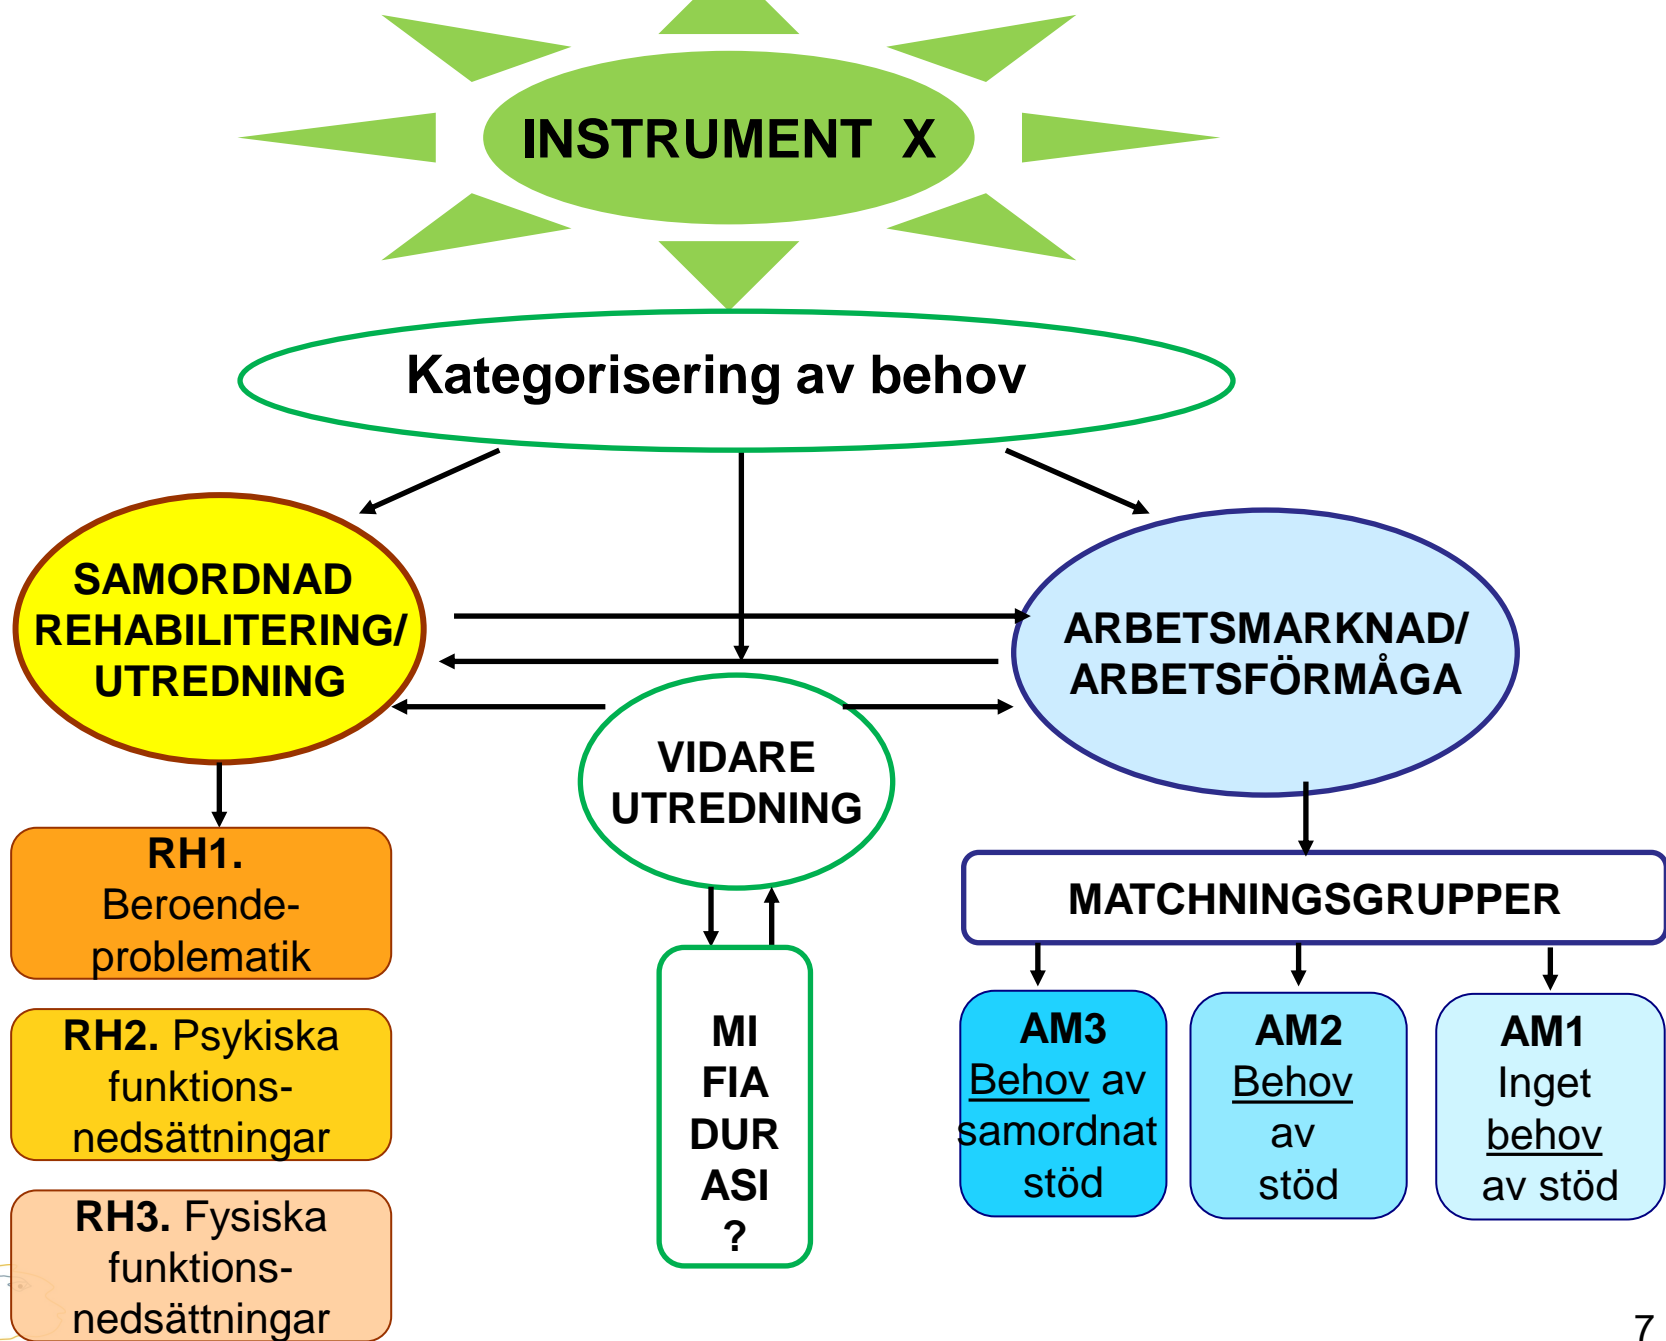 INSTRUMENT X
Kategorisering av behov
SAMORDNAD
REHABILITERING/
UTREDNING
ARBETSMARKNAD/
ARBETSFÖRMÅGA
VIDARE
UTREDNING
RH1.
Beroende-
problematik
RH2. Psykiska
funktions-
nedsättningar
RH3. Fysiska
funktions-
nedsättningar
MI
FIA
DUR
ASI
?
MATCHNINGSGRUPPER
AM3
Behov av
samordnat
stöd
AM2
Behov
av
stöd
AM1
Inget
behov
av stöd
7